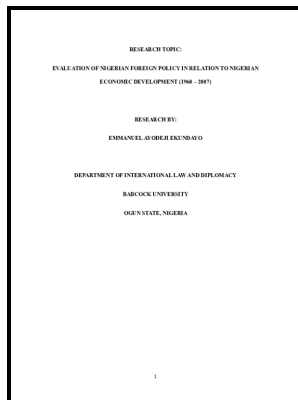 RESEARCH TOPIC:
EVALUATION OF NIGERIAN FOREIGN POLICY IN RELATION TO NIGERIAN
ECONOMIC DEVELOPMENT (1960 – 2007)
RESEARCH BY:
EMMANUEL AYODEJI EKUNDAYO
DEPARTMENT OF INTERNATIONAL LAW AND DIPLOMACY
BABCOCK UNIVERSITY
OGUN STATE, NIGERIA
1